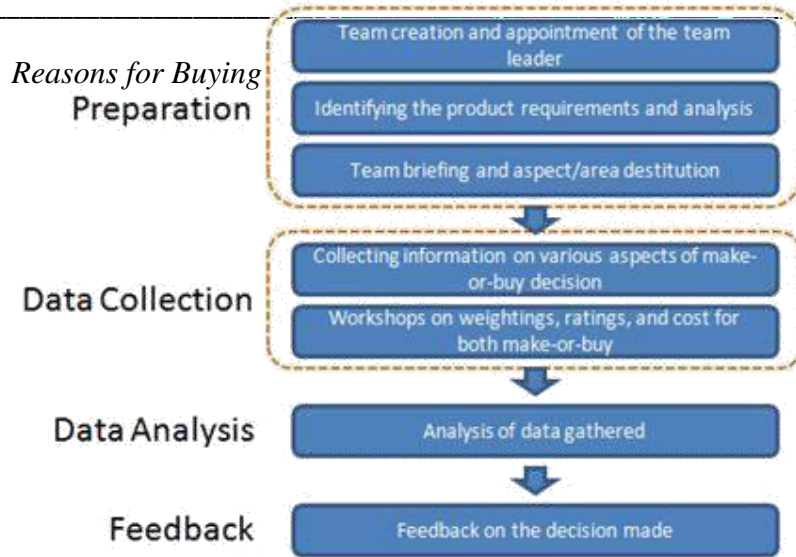 Reasons for Buying
Preparation
Team creation and appointment of the team
leader
Identifying the product requirements and analysis
Team briefing and aspect/area destitution
Data Collection
Collecting information on various aspects of make-
or-buy decision
Workshops on weightings, ratings, and cost for
both make-or-buy
Data Analysis
Analysis of data gathered
Feedback
Feedback on the decision made